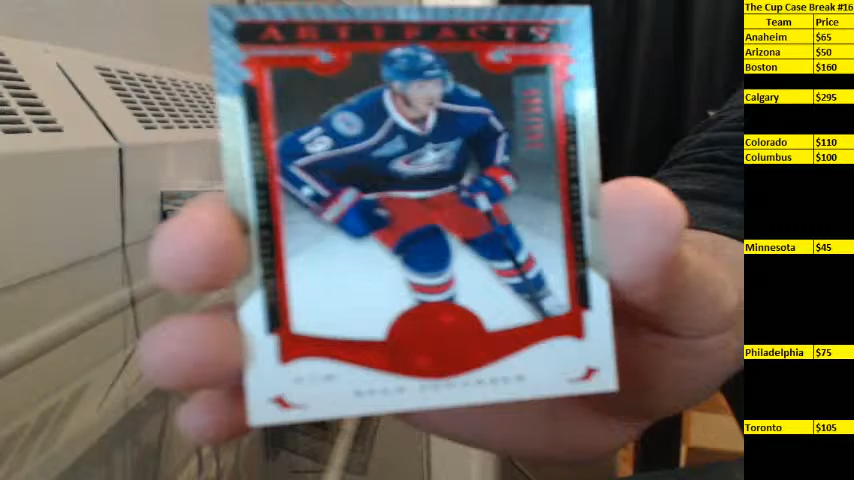 ARTIFACTS
19
The Cup Case Break #16
Team Price
Anaheim $65
Arizona $50
Boston $160
Calgary $295
Colorado $110
Columbus $100
Minnesota $45
Philadelphia $75
Toronto $105